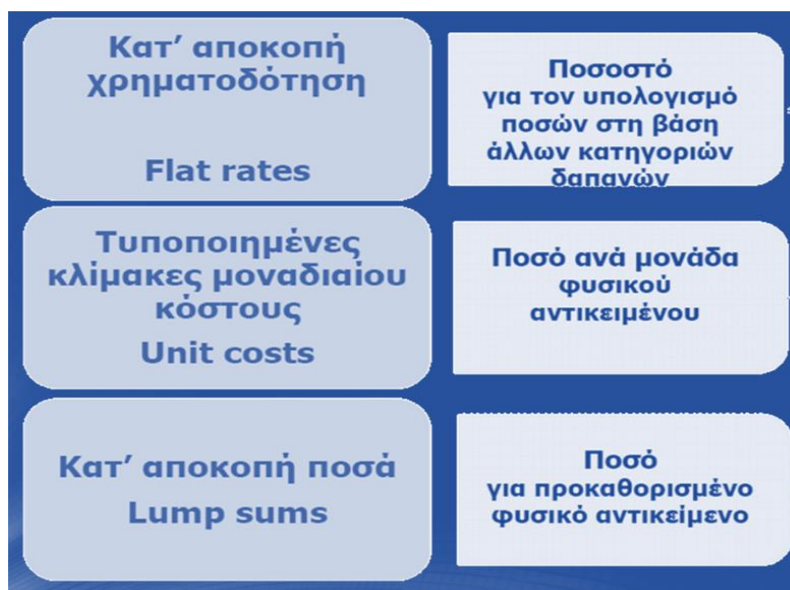 Κατ’ αποκοπή
χρηματοδότηση
Flat rates
Ποσοστό
για τον υπολογισμό
ποσών στη βάση
άλλων κατηγοριών
δαπανών
Τυποποιημένες
κλίμακες μοναδιαίου
κόστους
Unit costs
Ποσό ανά μονάδα
φυσικού
αντικειμένου
Κατ’ αποκοπή ποσά
Lump sums
Ποσό
για προκαθορισμένο
φυσικό αντικείμενο